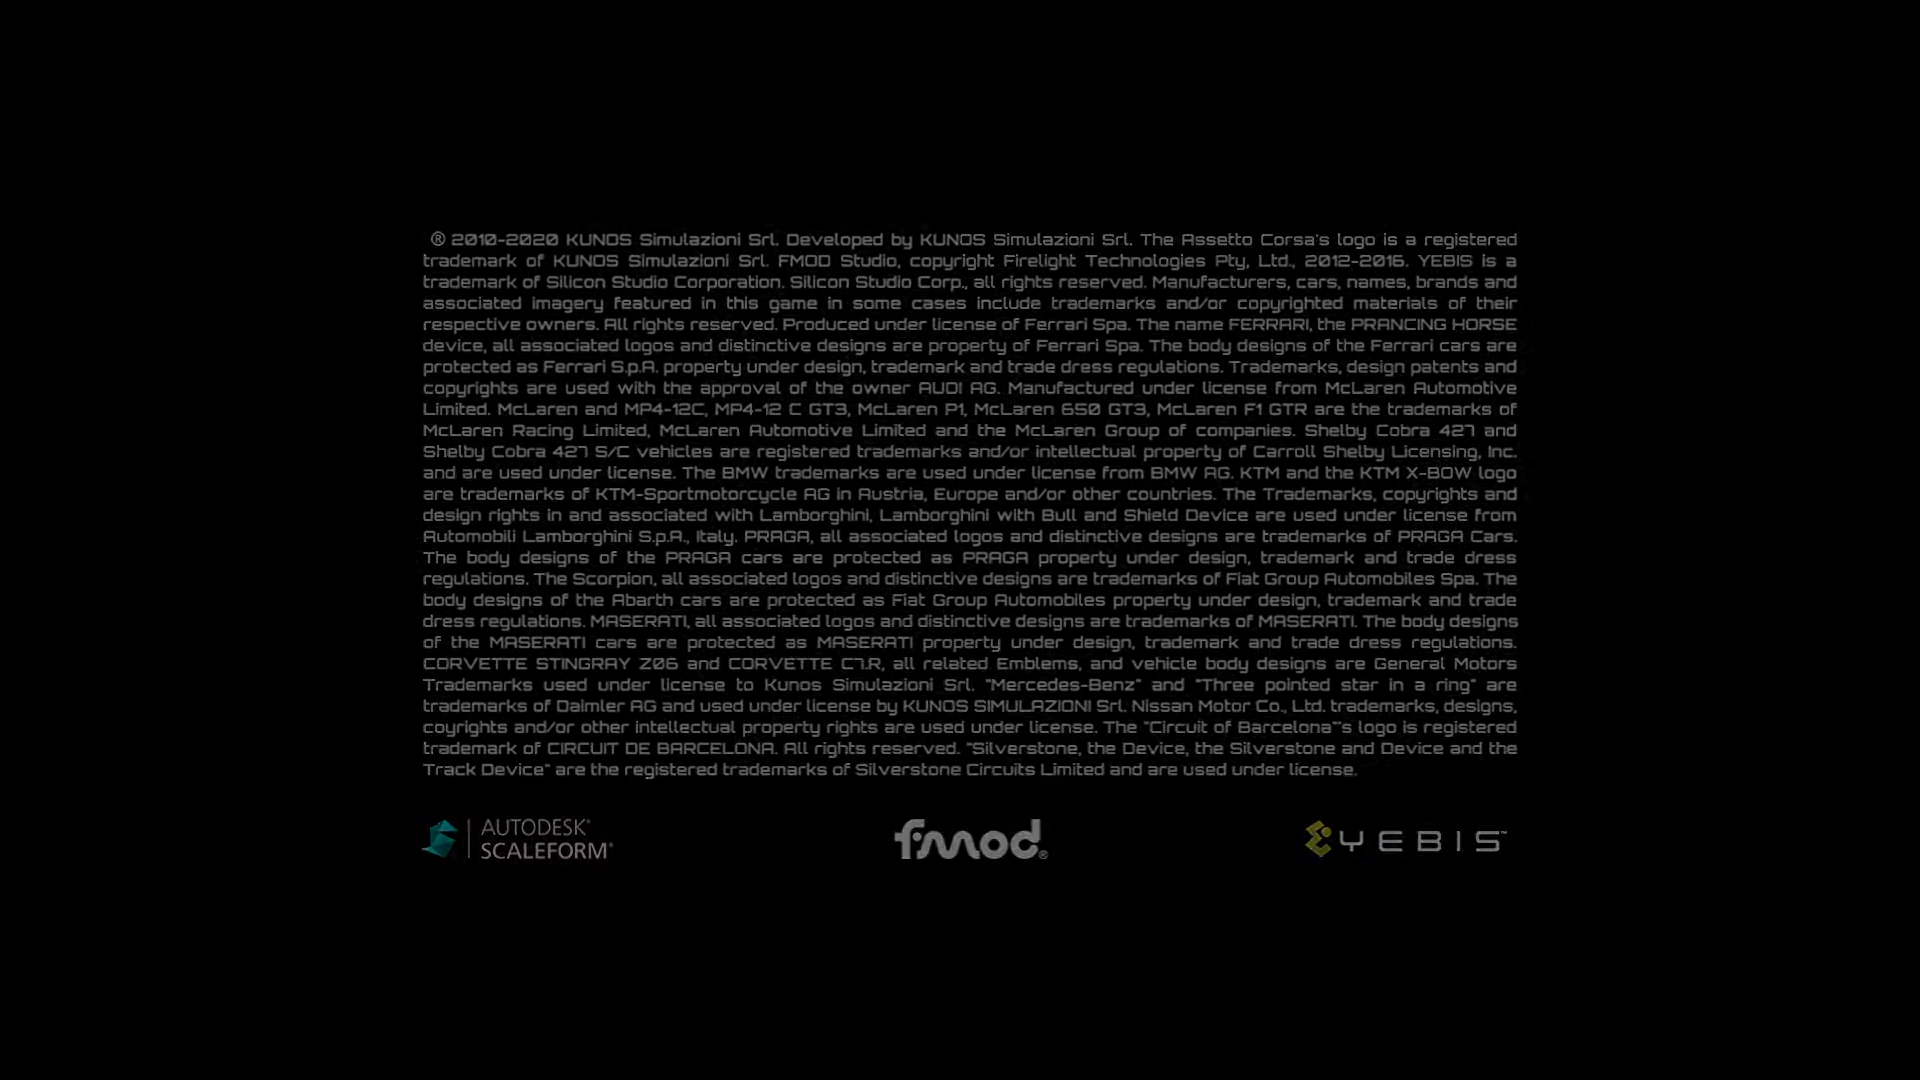 ® 2010-2020 KUNOS Simulazioni Srl. Developed by KUNOS Simulazioni Srl. The Assetto Corsa's logo is a registered
trademark of KUNOS Simulazioni Srl. FMOD Studio, copyright Firelight Technologies Pty, Ltd., 2012-2016. YEBIS is a
trademark of Silicon Studio Corporation. Silicon Studio Corp., all rights reserved. Manufacturers, cars, names, brands and
associated imagery featured in this game in some cases include trademarks and/or copyrighted materials of their
respective owners. All rights reserved. Produced under license of Ferrari Spa. The name FERRARI, the PRANCING HORSE
device, all associated logos and distinctive designs are property of Ferrari Spa. The body designs of the Ferrari cars are
protected as Ferrari S.p.A. property under design, trademark and trade dress regulations. Trademarks, design patents and
copyrights are used with the approval of the owner AUDI AG. Manufactured under license from McLaren Automotive
Limited. McLaren and MP4-12C, MP4-12 C GT3, McLaren P1, McLaren 650 GT3, McLaren F1 GTR are the trademarks of
McLaren Racing Limited, McLaren Automotive Limited and the McLaren Group of companies. Shelby Cobra 427 and
Shelby Cobra 427 S/C vehicles are registered trademarks and/or intellectual property of Carroll Shelby Licensing, Inc.
and are used under license. The BMW trademarks are used under license from BMW AG. KTM and the KTM X-BOW logo
are trademarks of KTM-Sportmotorcycle AG in Austria, Europe and/or other countries. The Trademarks, copyrights and
design rights in and associated with Lamborghini, Lamborghini with Bull and Shield Device are used under license from
Automobili Lamborghini S.p.A., Italy. PRAGA, all associated logos and distinctive designs are trademarks of PRAGA Cars.
The body designs of the PRAGA cars are protected as PRAGA property under design, trademark and trade dress
regulations. The Scorpion, all associated logos and distinctive designs are trademarks of Fiat Group Automobiles Spa. The
body designs of the Abarth cars are protected as Fiat Group Automobiles property under design, trademark and trade
dress regulations. MASERATI, all associated logos and distinctive designs are trademarks of MASERATI. The body designs
of the MASERATI cars are protected as MASERATI property under design, trademark and trade dress regulations.
CORVETTE STINGRAY Z06 and CORVETTE C7.R, all related Emblems, and vehicle body designs are General Motors
Trademarks used under license to Kunos Simulazioni Srl. "Mercedes-Benz" and "Three pointed star in a ring" are
trademarks of Daimler AG and used under license by KUNOS SIMULAZIONI Srl. Nissan Motor Co., Ltd. trademarks, designs,
coyrights and/or other intellectual property rights are used under license. The "Circuit of Barcelona"'s logo is registered
trademark of CIRCUIT DE BARCELONA. All rights reserved. "Silverstone, the Device, the Silverstone and Device and the
Track Device" are the registered trademarks of Silverstone Circuits Limited and are used under license.
AUTODESK®
SCALEFORM®
fmod®
YEBIS™